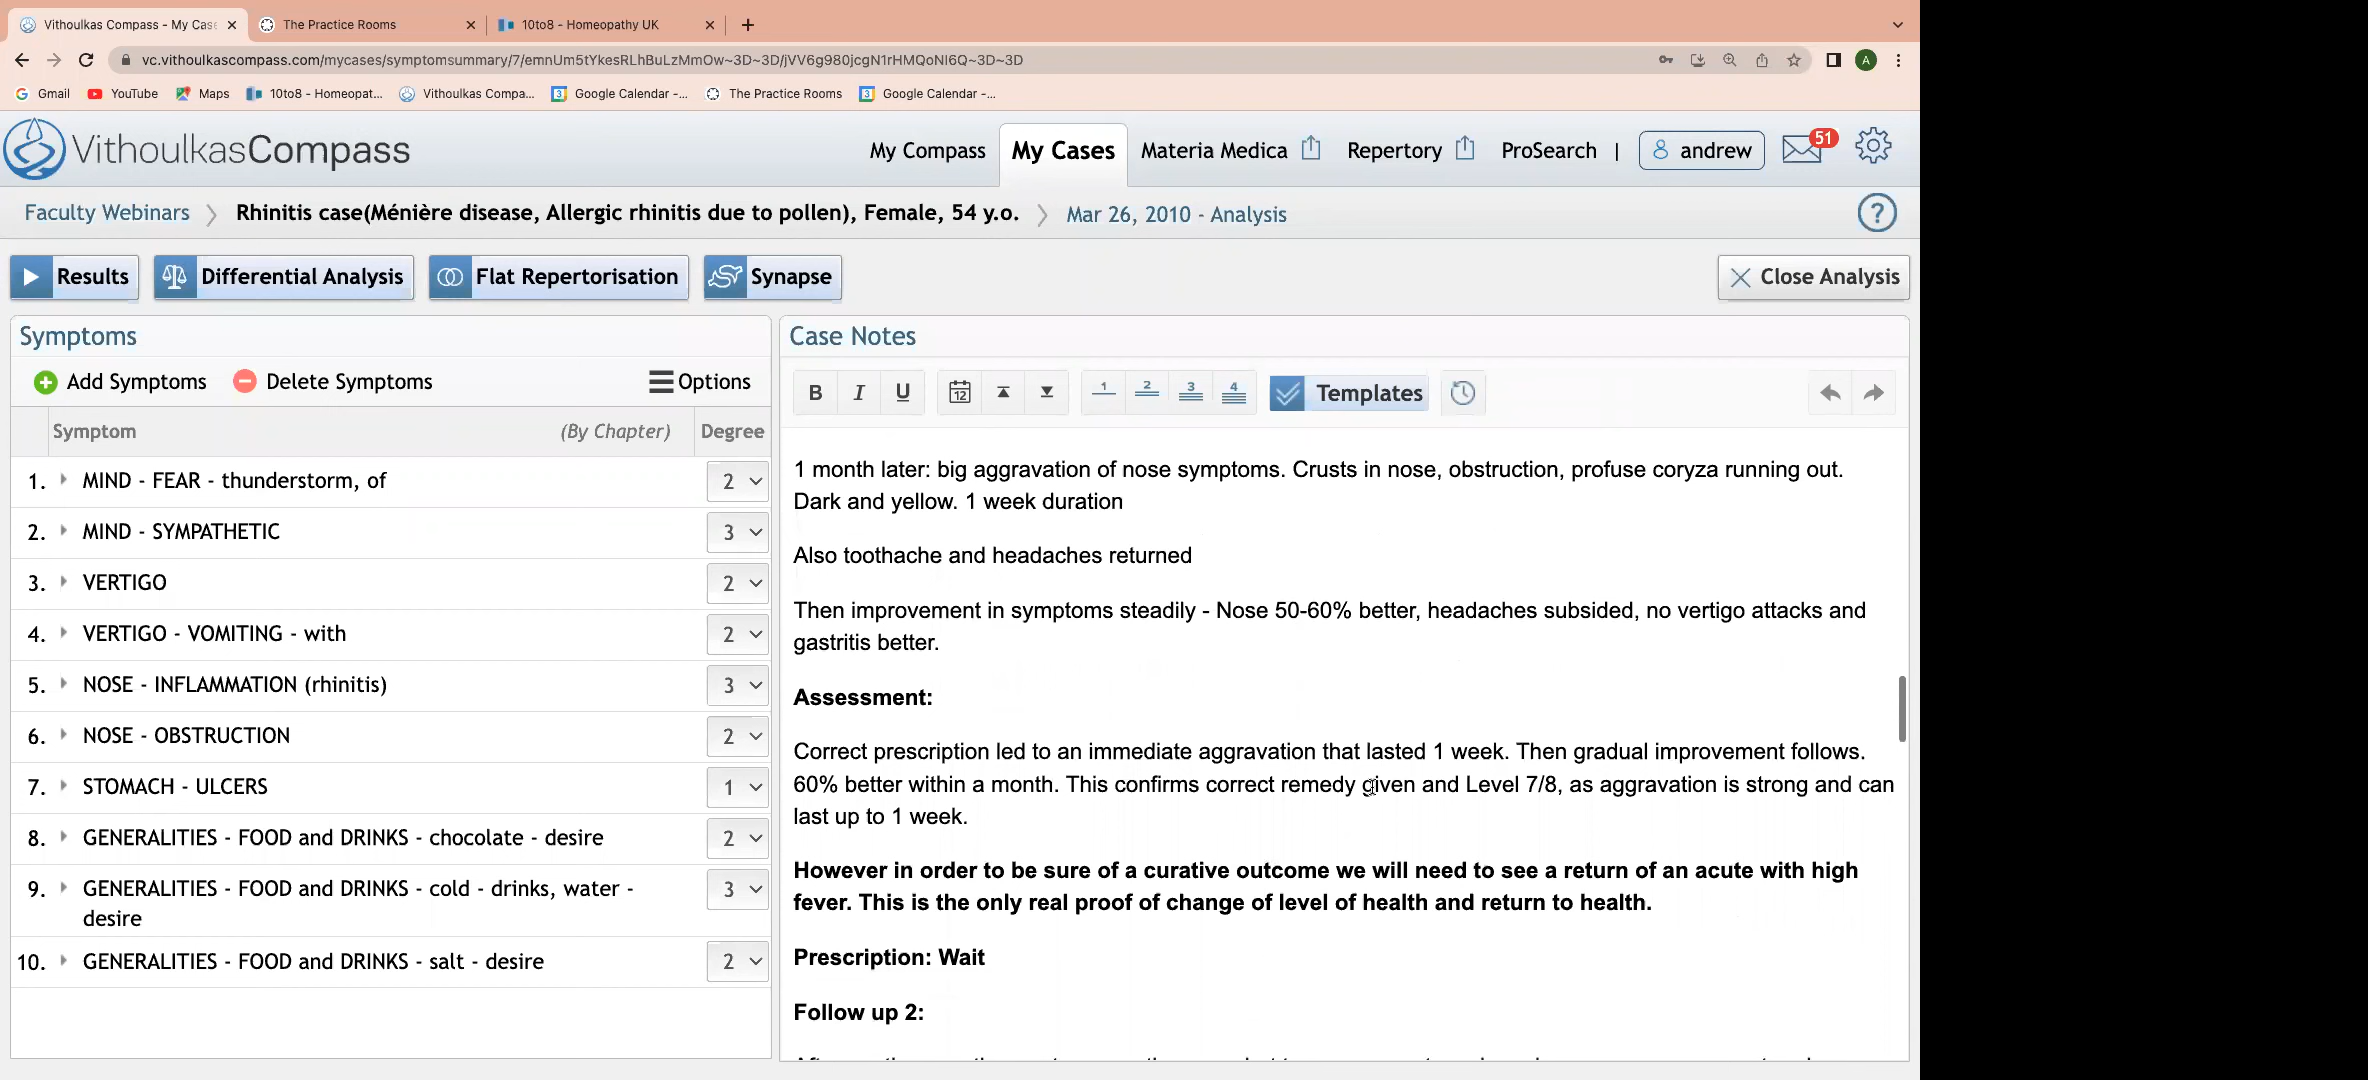 Vithoulkas Compass - My Case
The Practice Rooms
10to8 - Homeopathy UK
vc.vithoulkascompass.com/mycases/symptomsummary/7/emnUm5tYkesRLhBuLzMmOw~3D~3D/jVV6g980jcgN1rHMQoNl6Q~3D~3D
A
Gmail
YouTube
Maps
10to8 - Homeopat...
Vithoulkas Compa...
Google Calendar -...
The Practice Rooms
Google Calendar -...
VithoulkasCompass
My Compass
My Cases
Materia Medica
Repertory
ProSearch
|
andrew
51
Faculty Webinars
Rhinitis case(Ménière disease, Allergic rhinitis due to pollen), Female, 54 y.o.
Mar 26, 2010 - Analysis
?
Results
Differential Analysis
Flat Repertorisation
Synapse
Close Analysis
Symptoms
Add Symptoms
Delete Symptoms
Options
Symptom
(By Chapter)
Degree
1. MIND - FEAR - thunderstorm, of 2
2. MIND - SYMPATHETIC 3
3. VERTIGO 2
4. VERTIGO - VOMITING - with 2
5. NOSE - INFLAMMATION (rhinitis) 3
6. NOSE - OBSTRUCTION 2
7. STOMACH - ULCERS 1
8. GENERALITIES - FOOD and DRINKS - chocolate - desire 2
9. GENERALITIES - FOOD and DRINKS - cold - drinks, water - 3
desire
10. GENERALITIES - FOOD and DRINKS - salt - desire 2
Case Notes
B I U 12 1 2 3 4 Templates
1 month later: big aggravation of nose symptoms. Crusts in nose, obstruction, profuse coryza running out.
Dark and yellow. 1 week duration
Also toothache and headaches returned
Then improvement in symptoms steadily - Nose 50-60% better, headaches subsided, no vertigo attacks and
gastritis better.
Assessment:
Correct prescription led to an immediate aggravation that lasted 1 week. Then gradual improvement follows.
60% better within a month. This confirms correct remedy given and Level 7/8, as aggravation is strong and can
last up to 1 week.
However in order to be sure of a curative outcome we will need to see a return of an acute with high
fever. This is the only real proof of change of level of health and return to health.
Prescription: Wait
Follow up 2: